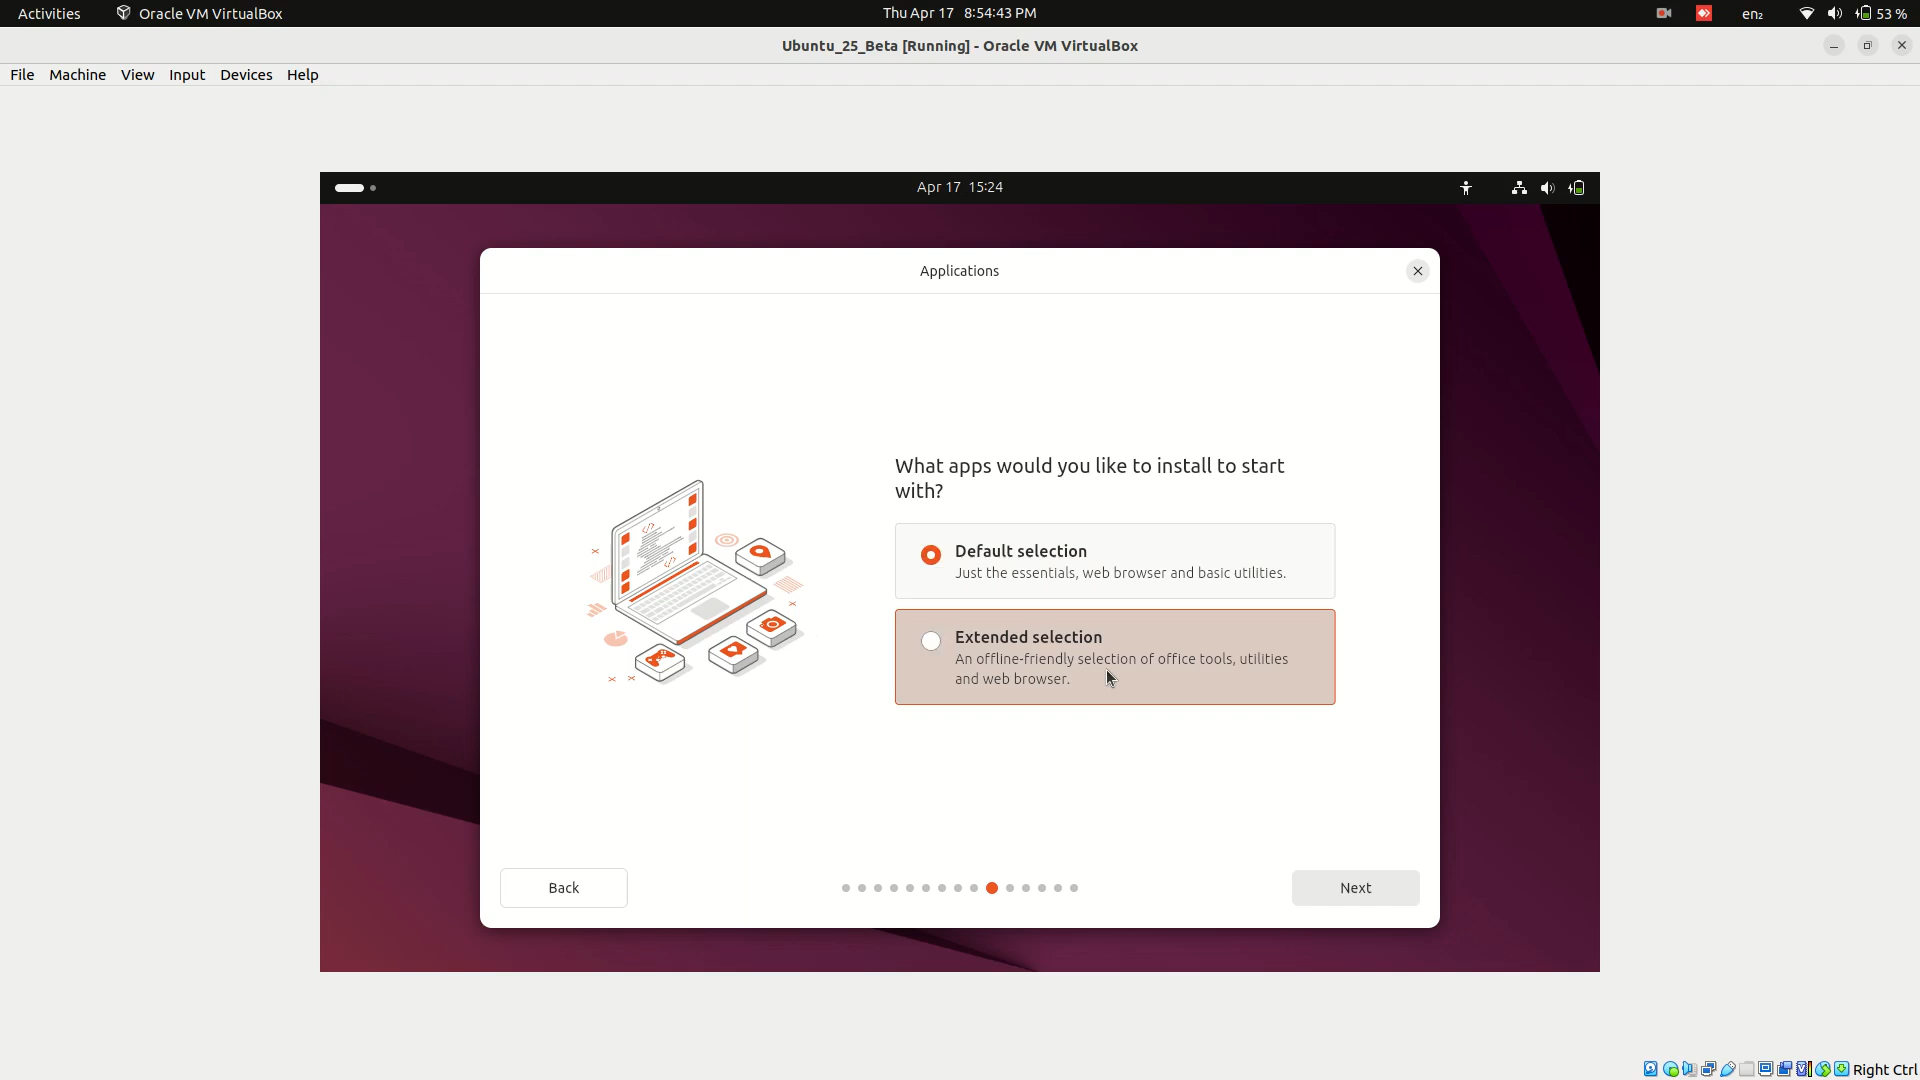 Activities
Oracle VM VirtualBox
Thu Apr 17 8:54:43 PM
en₂
53 %
Ubuntu_25_Beta [Running] - Oracle VM VirtualBox
File Machine View Input Devices Help
Apr 17 15:24
Applications
What apps would you like to install to start
with?
Default selection
Just the essentials, web browser and basic utilities.
Extended selection
An offline-friendly selection of office tools, utilities
and web browser.
Back
Next
Right Ctrl